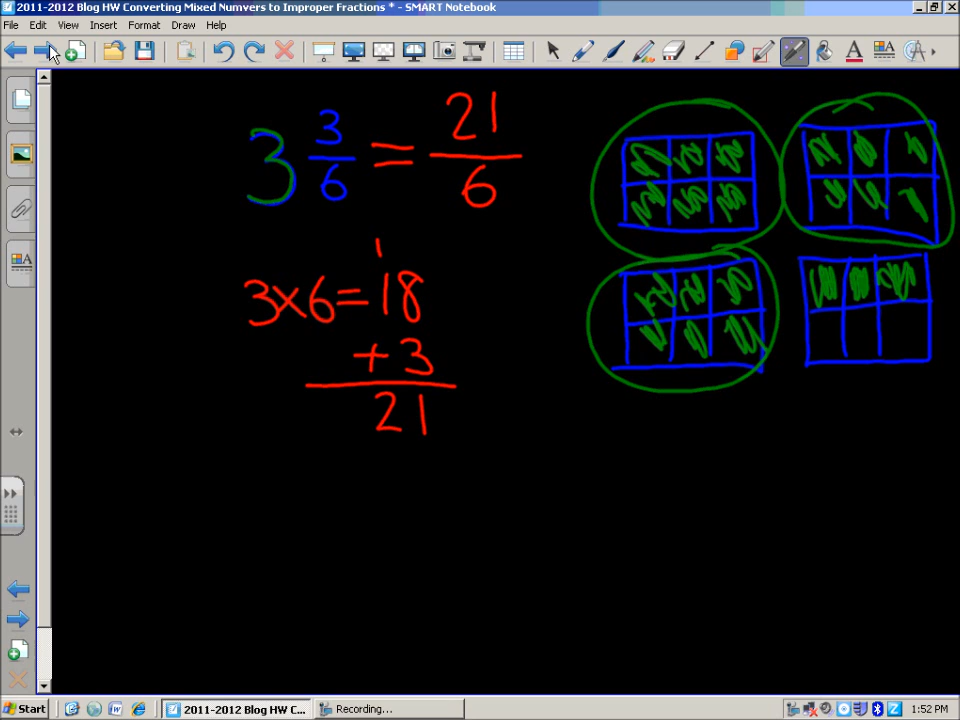 2011-2012 Blog HW Converting Mixed Numvers to Improper Fractions * - SMART Notebook
File Edit View Insert Format Draw Help
3 3/6 = 21/6
1
3x6=18
+3
21
Start
2011-2012 Blog HW C...
Recording...
1:52 PM